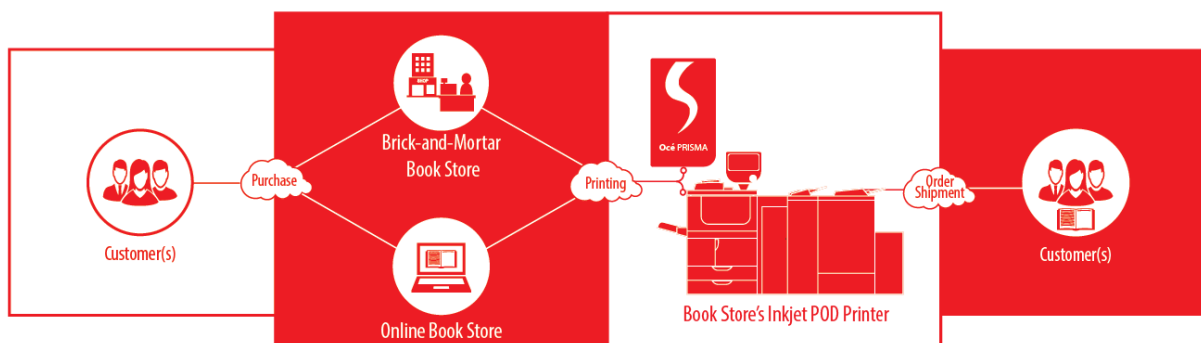 Customer(s)
Purchase
SHOP
Brick-and-Mortar
Book Store
Online Book Store
Printing
Océ PRISMA
Book Store's Inkjet POD Printer
Order
Shipment
Customer(s)